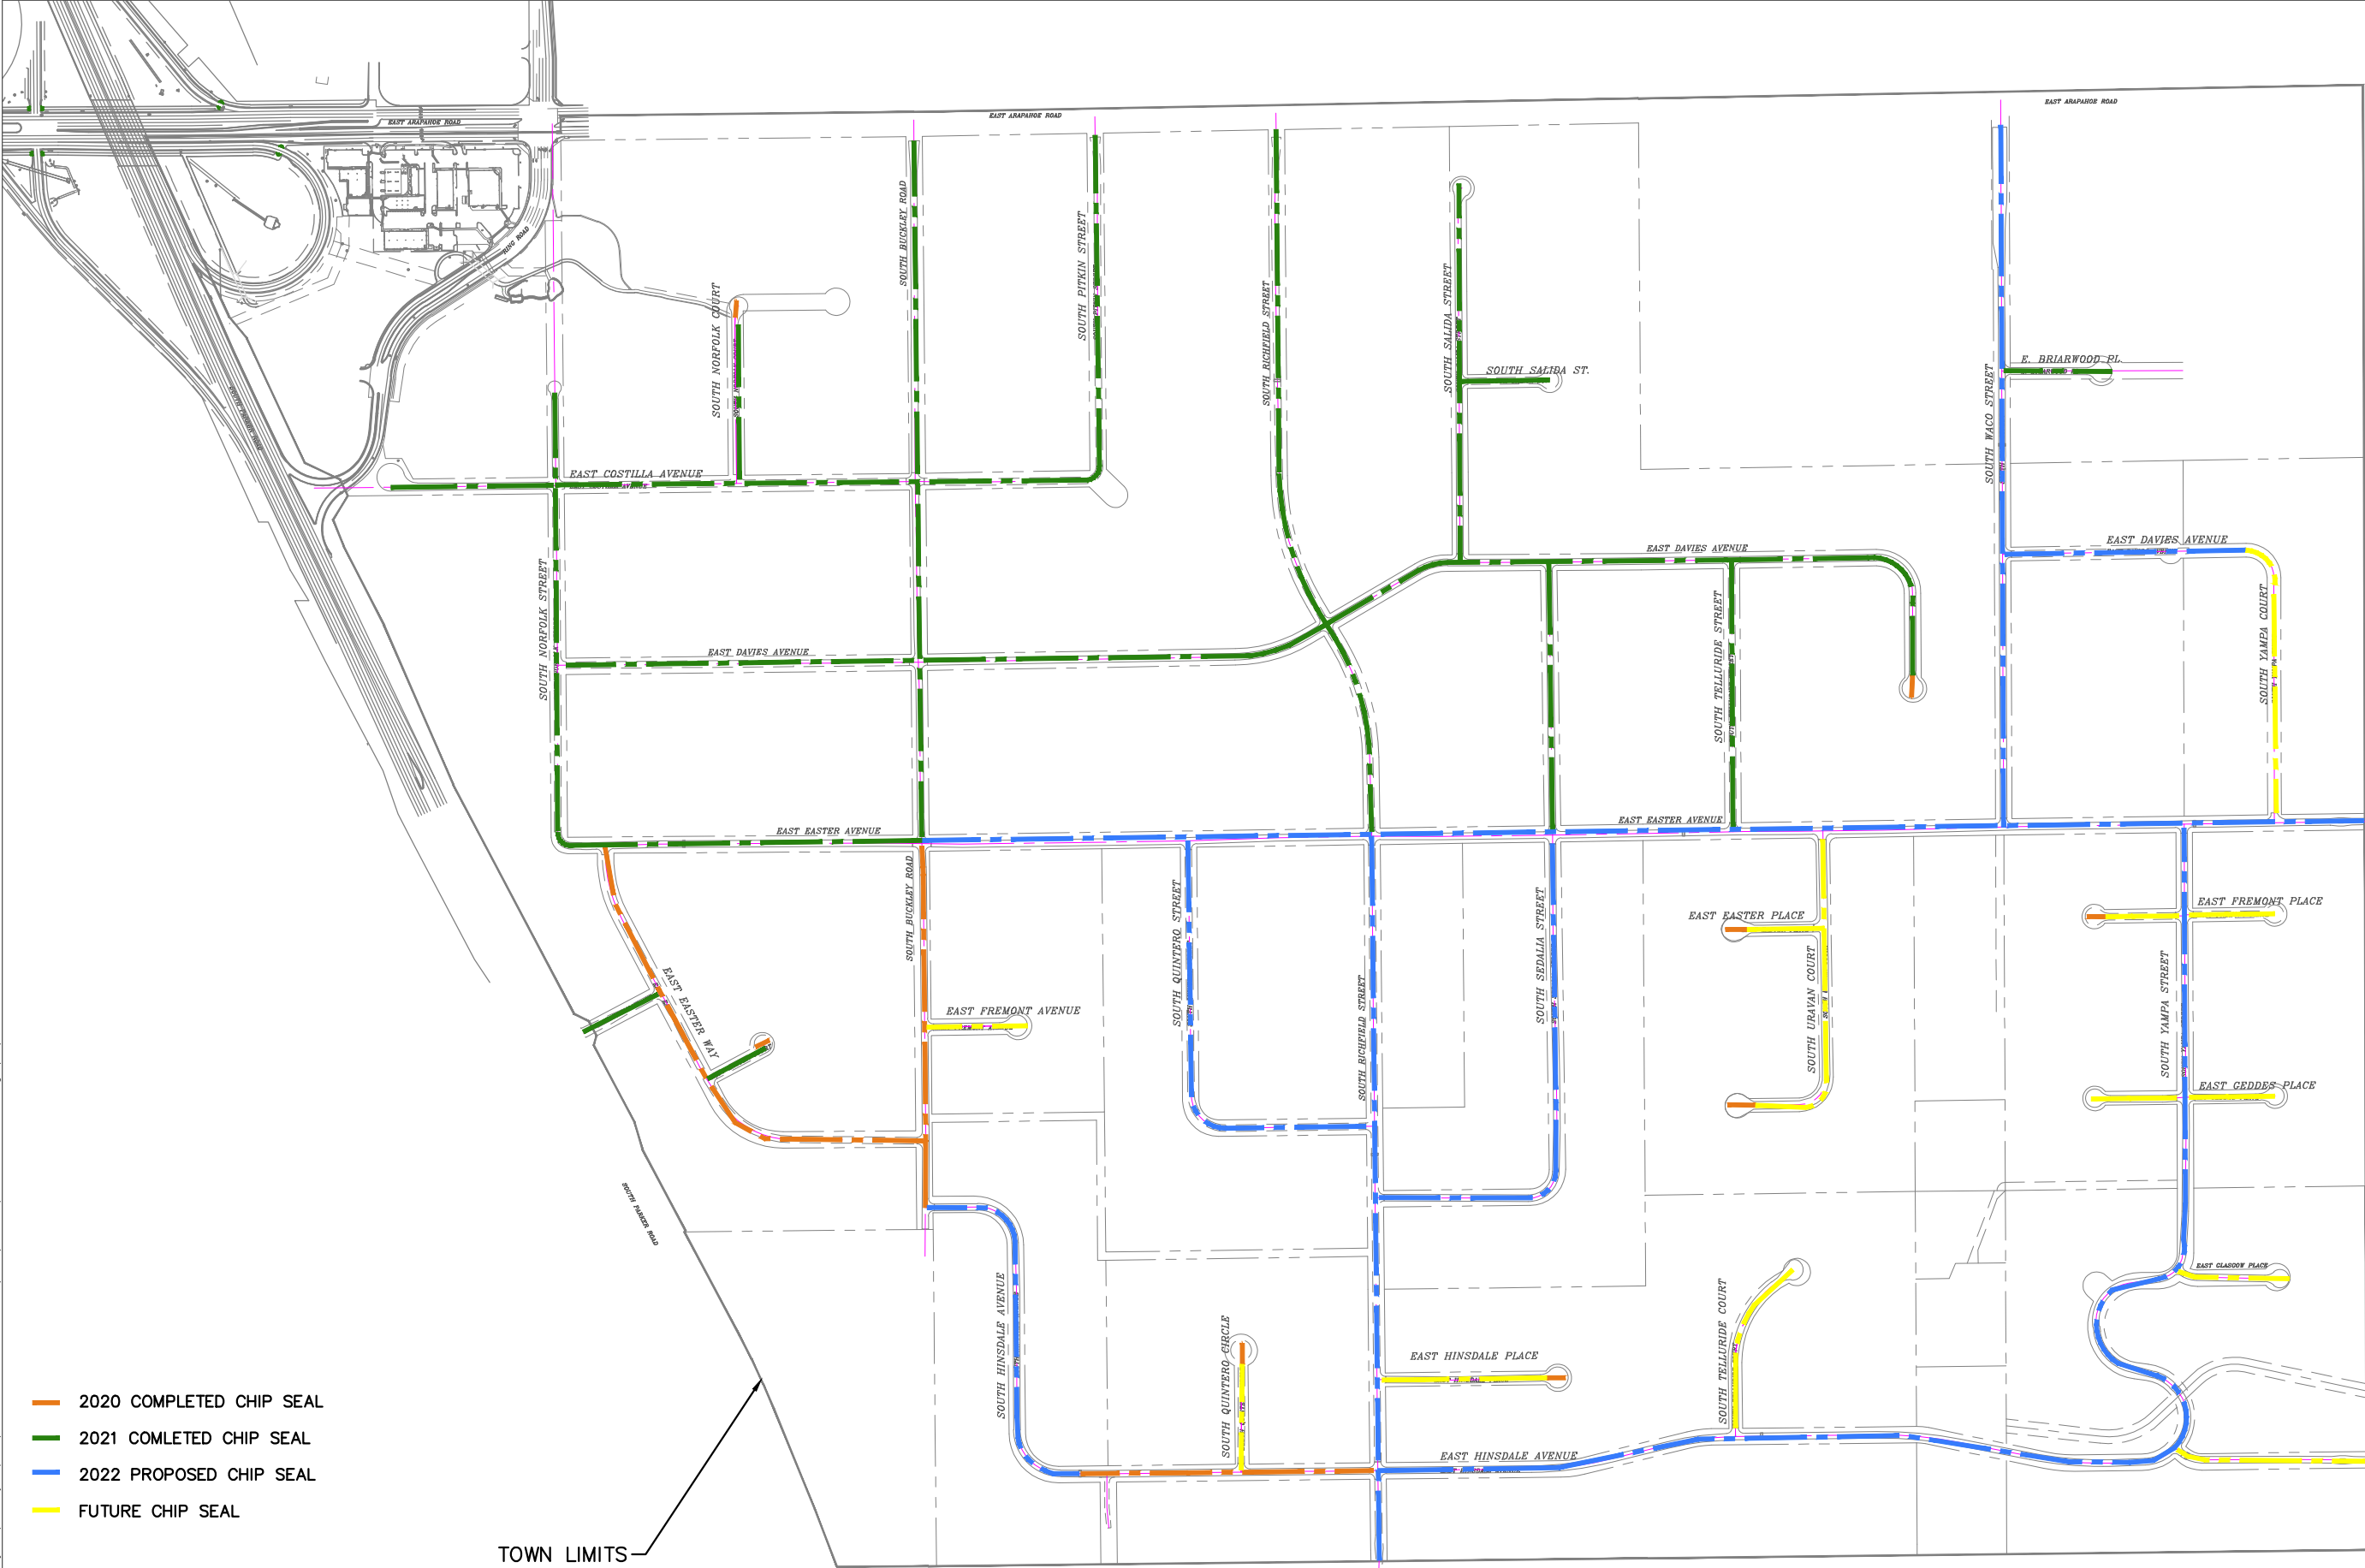 EAST ARAPAHOE ROAD
EAST ARAPAHOE ROAD
EAST ARAPAHOE ROAD
RING ROAD
SOUTH BUCKLEY ROAD
SOUTH PITKIN STREET
SOUTH NORFOLK COURT
SOUTH RICHFIELD STREET
SOUTH SALIDA STREET
SOUTH SALIDA ST.
E. BRIARWOOD PL.
SOUTH WACO STREET
SOUTH PARKER ROAD
EAST COSTILLA AVENUE
EAST DAVIES AVENUE
EAST DAVIES AVENUE
SOUTH NORFOLK STREET
SOUTH TELLURIDE STREET
SOUTH YAMPA COURT
EAST DAVIES AVENUE
EAST EASTER AVENUE
EAST EASTER AVENUE
SOUTH BUCKLEY ROAD
SOUTH QUINTERO STREET
SOUTH SEDALIA STREET
EAST EASTER PLACE
EAST FREMONT PLACE
EAST EASTER WAY
EAST FREMONT AVENUE
SOUTH RICHFIELD STREET
SOUTH URAVAN COURT
SOUTH YAMPA STREET
EAST GEDDES PLACE
SOUTH PARKER ROAD
EAST GLASGOW PLACE
SOUTH HINSDALE AVENUE
SOUTH QUINTERO CIRCLE
EAST HINSDALE PLACE
SOUTH TELLURIDE COURT
EAST HINSDALE AVENUE
2020 COMPLETED CHIP SEAL
2021 COMLETED CHIP SEAL
2022 PROPOSED CHIP SEAL
FUTURE CHIP SEAL
TOWN LIMITS